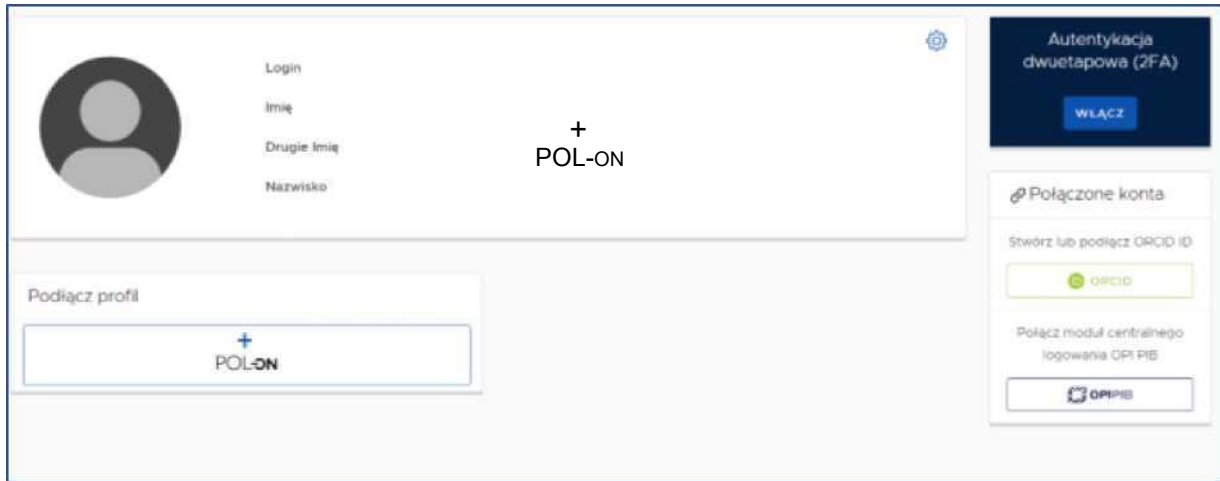 Login
Imię
Drugie Imię
Nazwisko
+
POL-ON
Autentykacja
dwuetapowa (2FA)
WŁĄCZ
Połączone konta
Stwórz lub podłącz ORCID ID
ORCID
Połącz moduł centralnego
logowania OPI PIB
OPI PIB
Podłącz profil
+
POL-ON